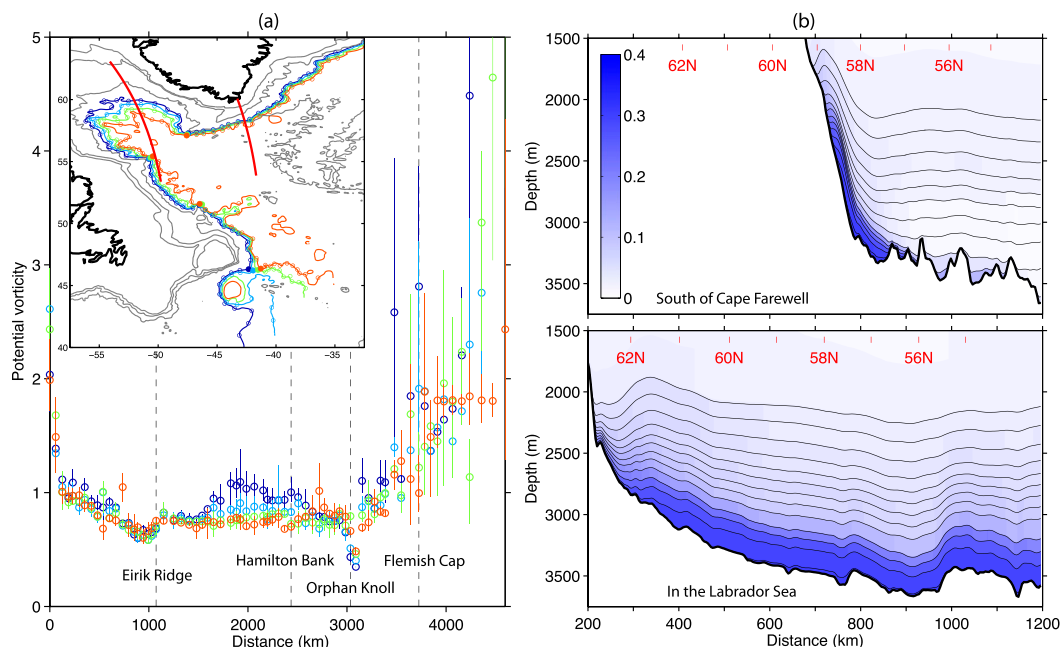 (a)
5
4
3
2
1
0
Potential vorticity
60
55
50
45
40
−55
−50
−45
−40
−35
Eirik Ridge
Hamilton Bank
Orphan Knoll
Flemish Cap
0
1000
2000
3000
4000
Distance (km)
(b)
1500
2000
2500
3000
3500
Depth (m)
0.4
0.3
0.2
0.1
0
62N
60N
58N
56N
South of Cape Farewell
1500
2000
2500
3000
3500
Depth (m)
62N
60N
58N
56N
In the Labrador Sea
200
400
600
800
1000
1200
Distance (km)